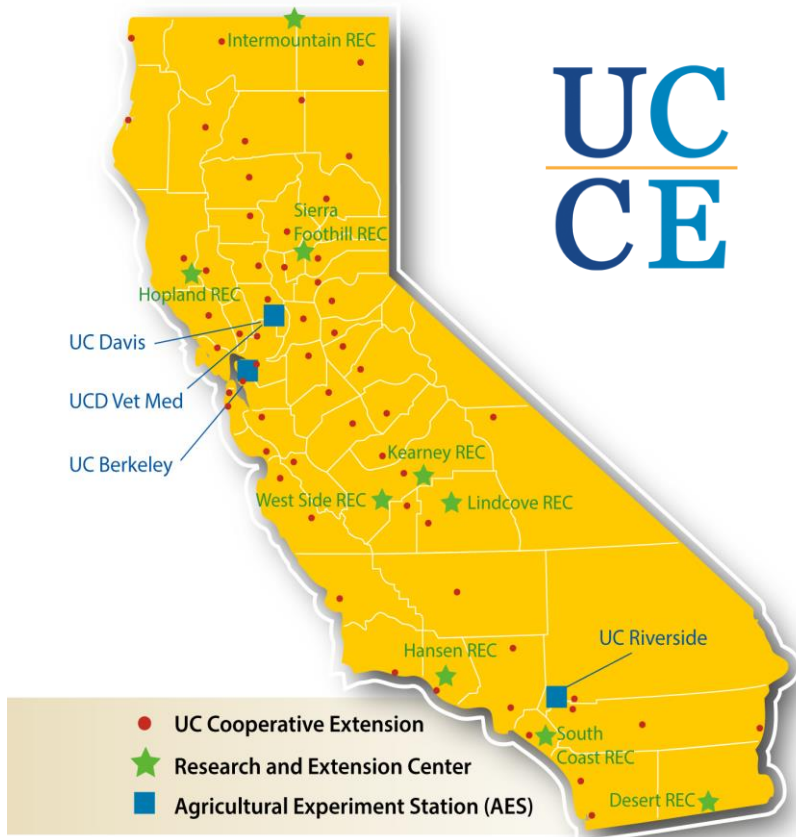 Intermountain REC
UC
CE
Sierra
Foothill REC
Hopland REC
UC Davis
UCD Vet Med
UC Berkeley
Kearney REC
West Side REC
Lindcove REC
UC Riverside
Hansen REC
South
Coast REC
Desert REC
UC Cooperative Extension
Research and Extension Center
Agricultural Experiment Station (AES)